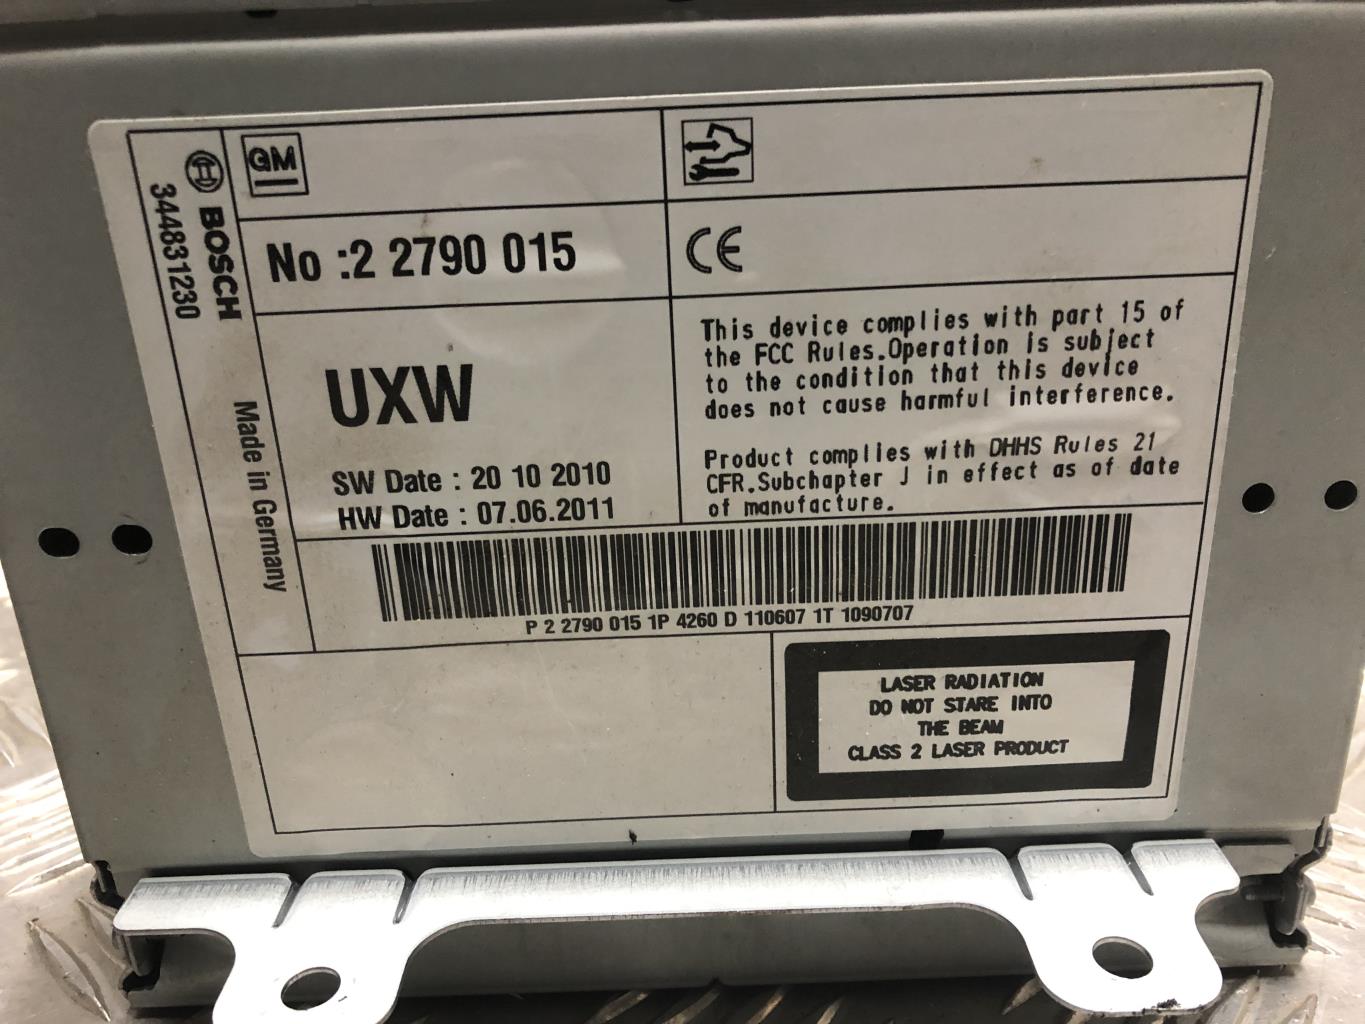 BOSCH
344831230
Made in Germany
GM
No :2 2790 015
UXW
SW Date : 20 10 2010
HW Date : 07.06.2011
CE
This device complies with part 15 of
the FCC Rules.Operation is subject
to the condition that this device
does not cause harmful interference.
Product complies with DHHS Rules 21
CFR.Subchapter J in effect as of date
of manufacture.
P 2 2790 015 1P 4260 D 110607 1T 1090707
LASER RADIATION
DO NOT STARE INTO
THE BEAM
CLASS 2 LASER PRODUCT